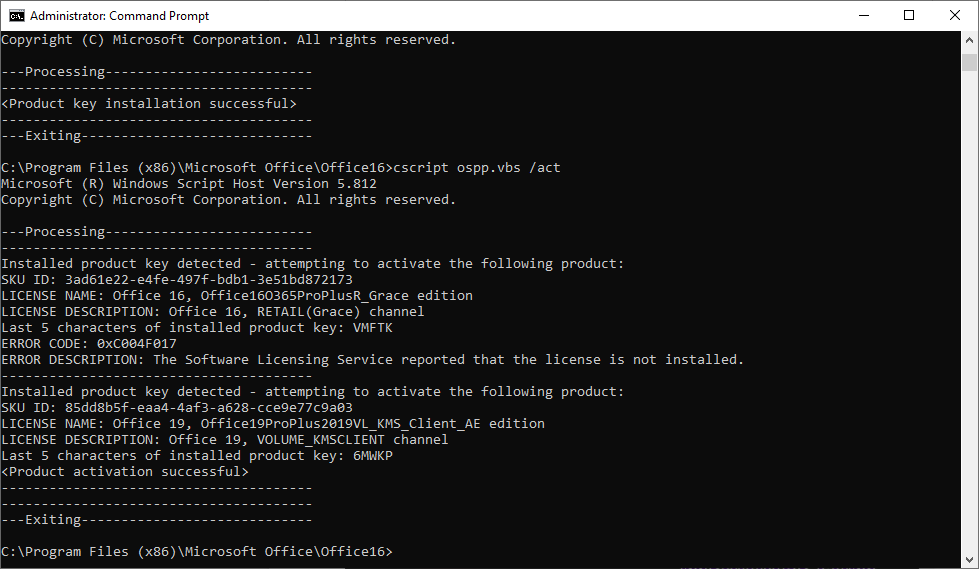 Administrator: Command Prompt
Copyright (C) Microsoft Corporation. All rights reserved.
---Processing--------------------------
---------------------------------------
<Product key installation successful>
---------------------------------------
---Exiting-----------------------------
C:\Program Files (x86)\Microsoft Office\Office16>cscript ospp.vbs /act
Microsoft (R) Windows Script Host Version 5.812
Copyright (C) Microsoft Corporation. All rights reserved.
---Processing--------------------------
---------------------------------------
Installed product key detected - attempting to activate the following product:
SKU ID: 3ad61e22-e4fe-497f-bdb1-3e51bd872173
LICENSE NAME: Office 16, Office16O365ProPlusR_Grace edition
LICENSE DESCRIPTION: Office 16, RETAIL(Grace) channel
Last 5 characters of installed product key: VMFTK
ERROR CODE: 0xC004F017
ERROR DESCRIPTION: The Software Licensing Service reported that the license is not installed.
---------------------------------------
Installed product key detected - attempting to activate the following product:
SKU ID: 85dd8b5f-eaa4-4af3-a628-cce9e77c9a03
LICENSE NAME: Office 19, Office19ProPlus2019VL_KMS_Client_AE edition
LICENSE DESCRIPTION: Office 19, VOLUME_KMSCLIENT channel
Last 5 characters of installed product key: 6MWKP
<Product activation successful>
---------------------------------------
---------------------------------------
---Exiting-----------------------------
C:\Program Files (x86)\Microsoft Office\Office16>